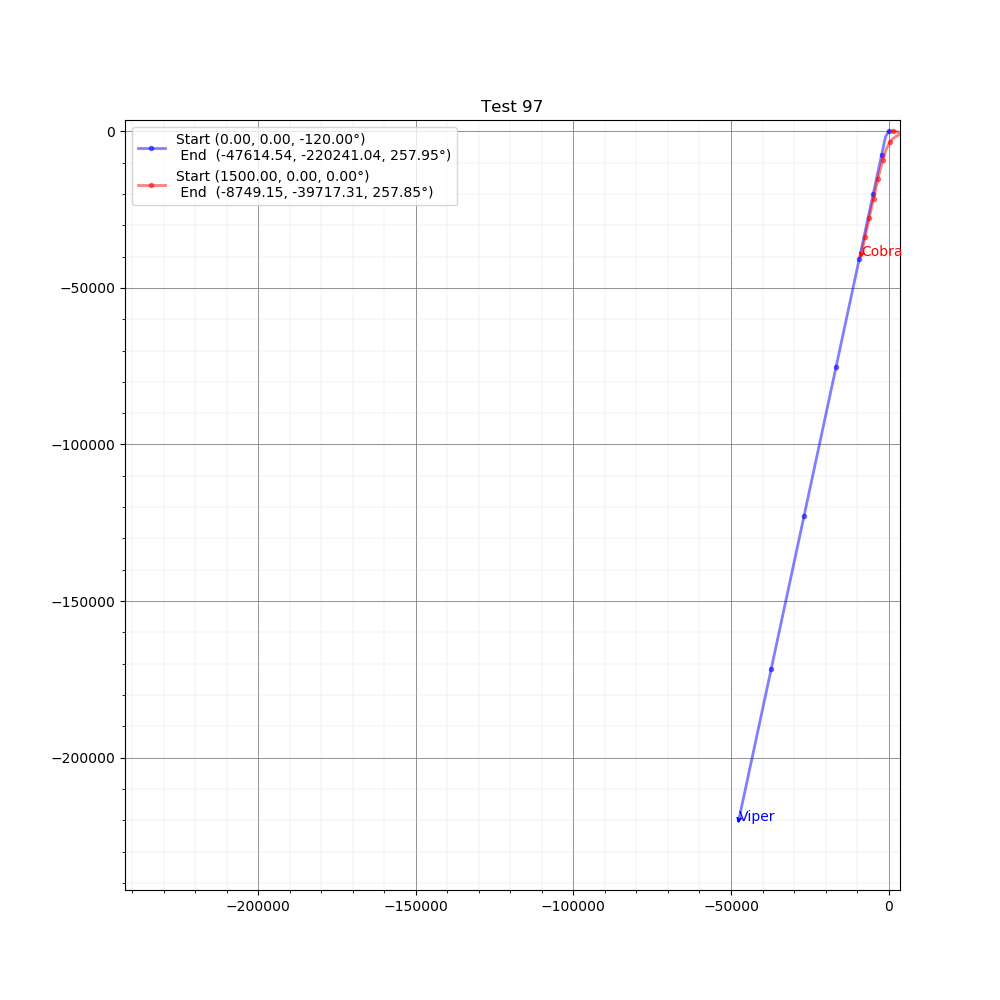 Test 97
Start (0.00, 0.00, -120.00°)
End (-47614.54, -220241.04, 257.95°)
Start (1500.00, 0.00, 0.00°)
End (-8749.15, -39717.31, 257.85°)
0
−50000
−100000
−150000
−200000
Cobra
Viper
−200000
−150000
−100000
−50000
0